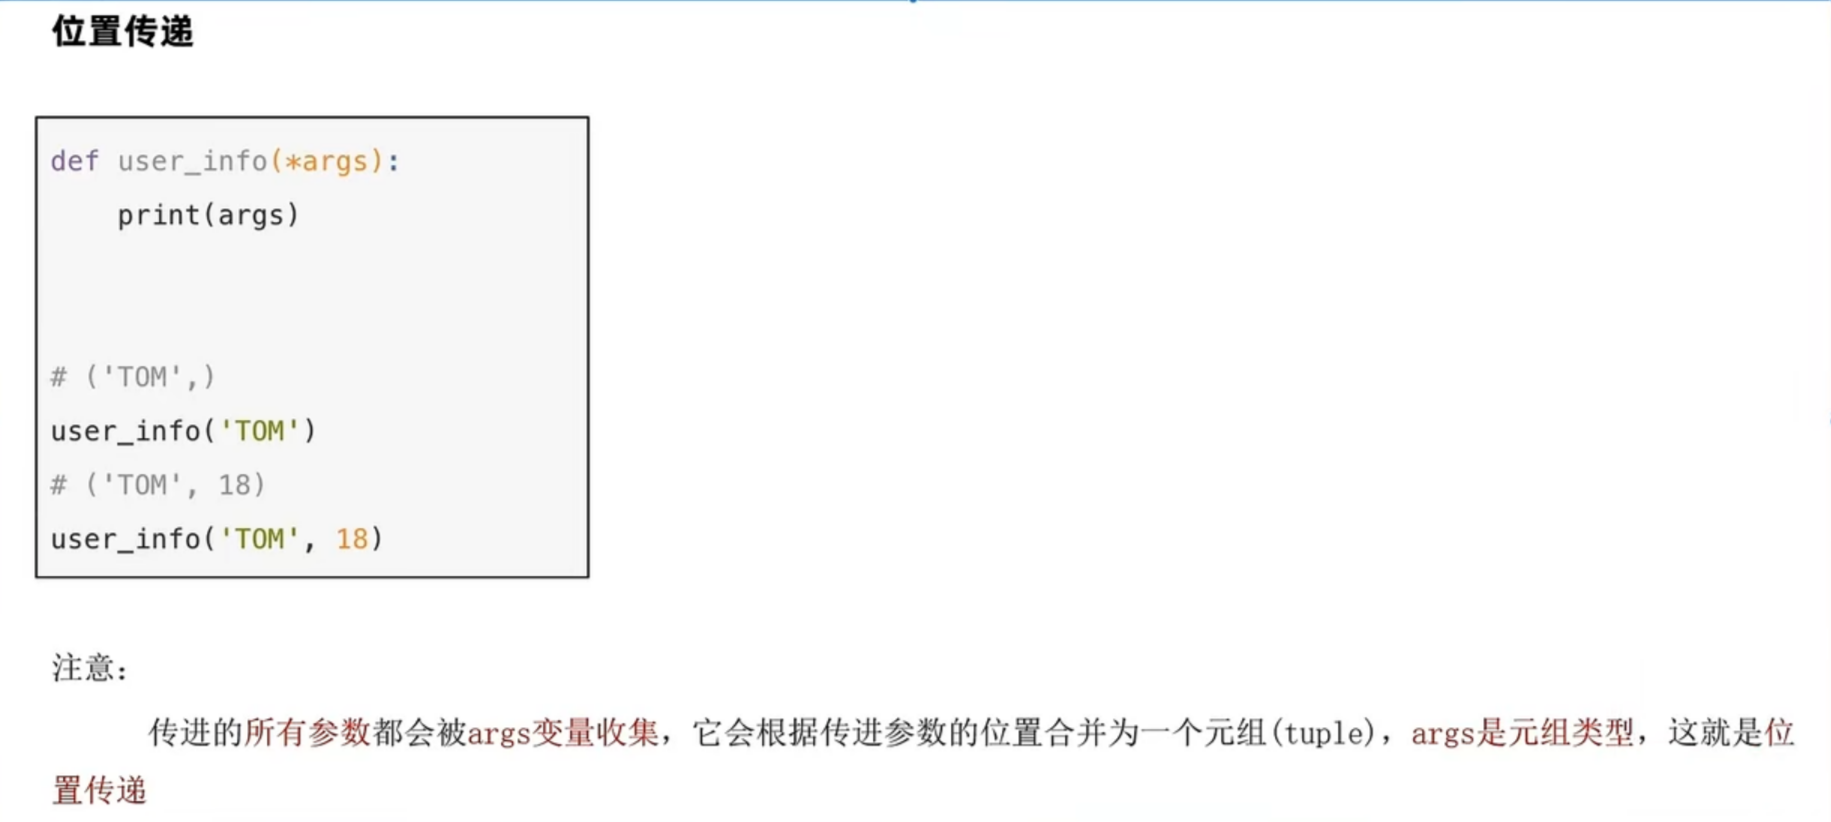 位置传递
def user_info(*args):
    print(args)
# ('TOM',)
user_info('TOM')
# ('TOM', 18)
user_info('TOM', 18)
注意：
传进的所有参数都会被args变量收集，它会根据传进参数的位置合并为一个元组(tuple)，args是元组类型，这就是位
置传递